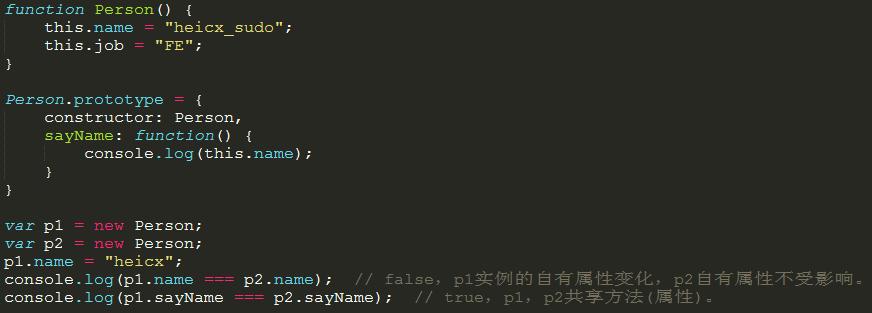 function Person() {
    this.name = "heicx_sudo";
    this.job = "FE";
}
Person.prototype = {
    constructor: Person,
    sayName: function() {
        console.log(this.name);
    }
}
var p1 = new Person;
var p2 = new Person;
p1.name = "heicx";
console.log(p1.name === p2.name);  // false，p1实例的自有属性变化，p2自有属性不受影响。
console.log(p1.sayName === p2.sayName);  // true，p1，p2共享方法(属性)。